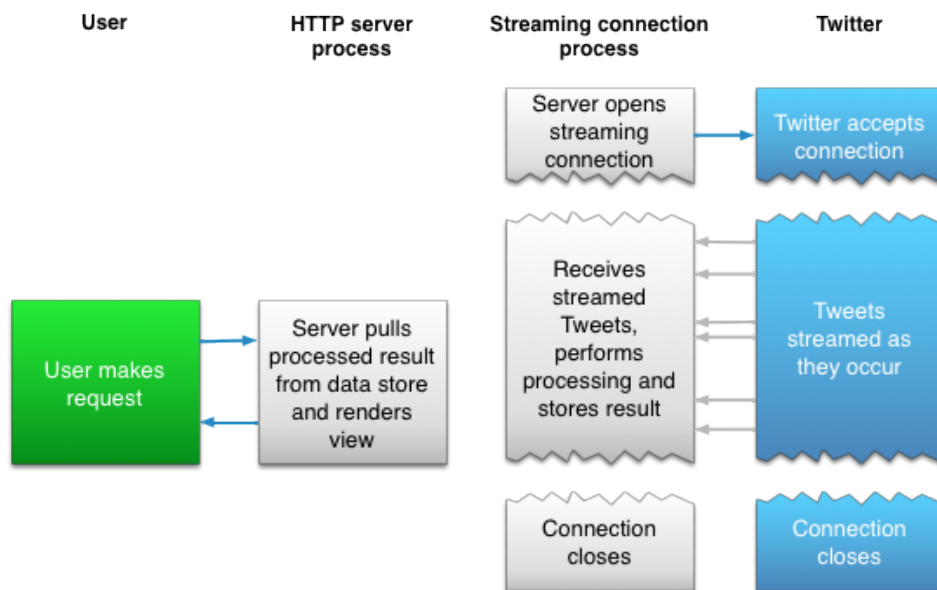 User
HTTP server
process
Streaming connection
process
Twitter
Server opens
streaming
connection
Twitter accepts
connection
User makes
request
Server pulls
processed result
from data store
and renders
view
Receives
streamed
Tweets,
performs
processing and
stores result
Tweets
streamed as
they occur
Connection
closes
Connection
closes